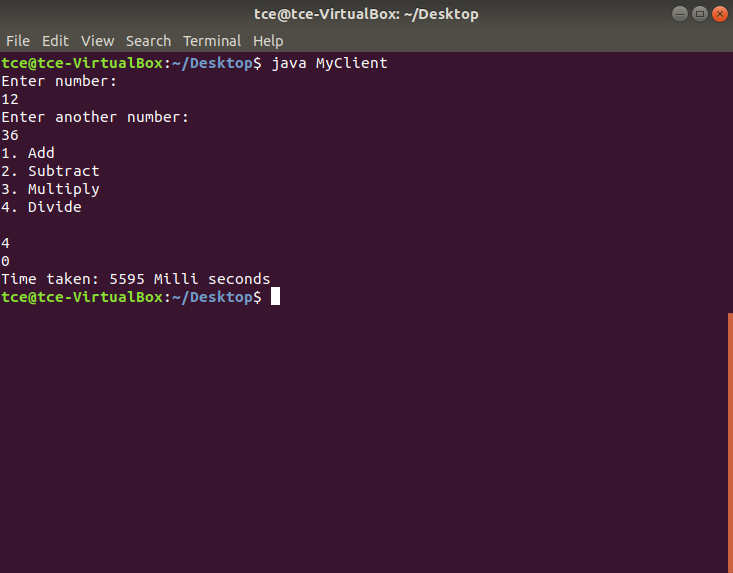 tce@tce-VirtualBox: ~/Desktop
File Edit View Search Terminal Help
tce@tce-VirtualBox:~/Desktop$ java MyClient
Enter number:
12
Enter another number:
36
1. Add
2. Subtract
3. Multiply
4. Divide
4
0
Time taken: 5595 Milli seconds
tce@tce-VirtualBox:~/Desktop$